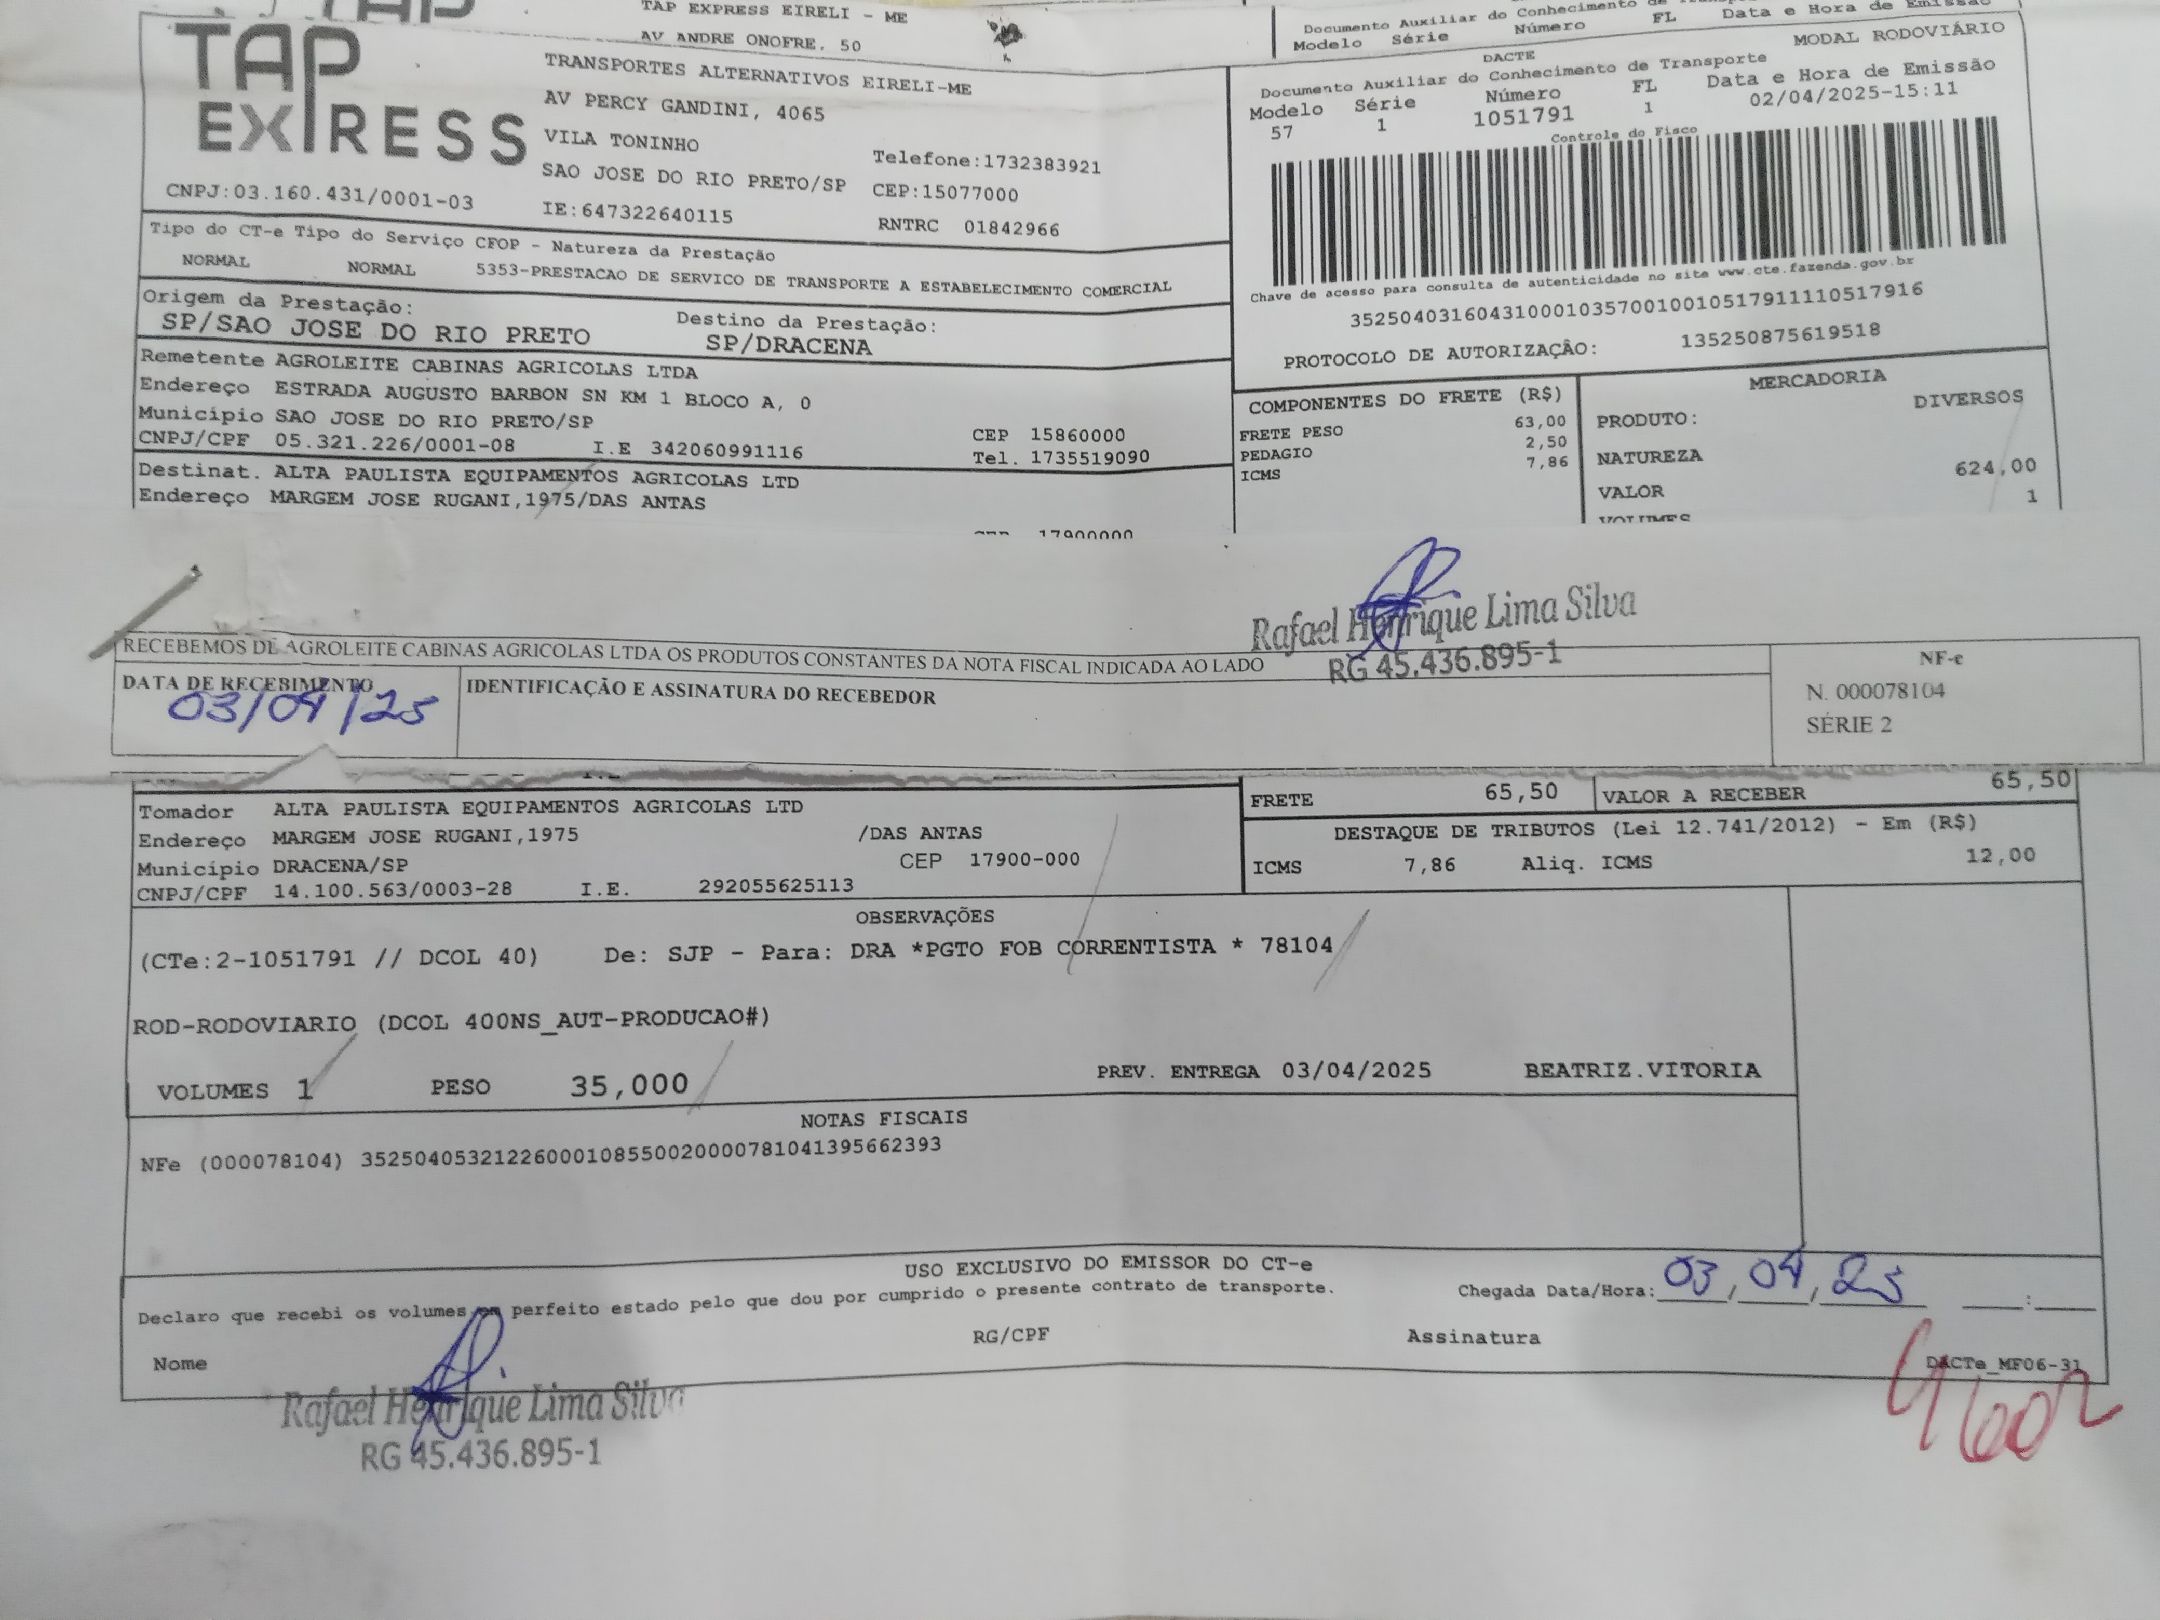 TAP EXPRESS EIRELI - ME
AV ANDRE ONOFRE, 50
Documento Auxiliar do Conhecimento de
Modelo Série Número FL Data e Hora de Emissão
TAP
EXPRESS
CNPJ:03.160.431/0001-03
TRANSPORTES ALTERNATIVOS EIRELI-ME
AV PERCY GANDINI, 4065
VILA TONINHO
SAO JOSE DO RIO PRETO/SP
IE:647322640115
Telefone:1732383921
CEP:15077000
RNTRC 01842966
DACTE MODAL RODOVIÁRIO
Documento Auxiliar do Conhecimento de Transporte
Modelo Série Número FL Data e Hora de Emissão
57 1 1051791 1 02/04/2025-15:11
Controle do Fisco
Chave de acesso para consulta de autenticidade no site www.cte.fazenda.gov.br
35250403160431000103570010010517911110517916
PROTOCOLO DE AUTORIZAÇÂO: 135250875619518
Tipo do CT-e Tipo do Serviço CFOP - Natureza da Prestação
NORMAL NORMAL 5353-PRESTACAO DE SERVICO DE TRANSPORTE A ESTABELECIMENTO COMERCIAL
Origem da Prestação: Destino da Prestação:
SP/SAO JOSE DO RIO PRETO SP/DRACENA
Remetente AGROLEITE CABINAS AGRICOLAS LTDA
Endereço ESTRADA AUGUSTO BARBON SN KM 1 BLOCO A, 0
Município SAO JOSE DO RIO PRETO/SP CEP 15860000
CNPJ/CPF 05.321.226/0001-08 I.E 342060991116 Tel. 1735519090
Destinat. ALTA PAULISTA EQUIPAMENTOS AGRICOLAS LTD
Endereço MARGEM JOSE RUGANI,1975/DAS ANTAS
17900000
COMPONENTES DO FRETE (R$)
FRETE PESO 63,00
PEDAGIO 2,50
ICMS 7,86
MERCADORIA
PRODUTO: DIVERSOS
NATUREZA
VALOR 624,00
VOLUMES 1
Rafael Henrique Lima Silva
RG 45.436.895-1
RECEBEMOS DE AGROLEITE CABINAS AGRICOLAS LTDA OS PRODUTOS CONSTANTES DA NOTA FISCAL INDICADA AO LADO
DATA DE RECEBIMENTO
03/04/25
IDENTIFICAÇÃO E ASSINATURA DO RECEBEDOR
NF-e
N. 000078104
SÉRIE 2
Tomador ALTA PAULISTA EQUIPAMENTOS AGRICOLAS LTD
Endereço MARGEM JOSE RUGANI,1975 /DAS ANTAS
Município DRACENA/SP CEP 17900-000
CNPJ/CPF 14.100.563/0003-28 I.E. 292055625113
FRETE 65,50 VALOR A RECEBER 65,50
DESTAQUE DE TRIBUTOS (Lei 12.741/2012) - Em (R$)
ICMS 7,86 Aliq. ICMS 12,00
OBSERVAÇÕES
(CTe:2-1051791 // DCOL 40) De: SJP - Para: DRA *PGTO FOB CORRENTISTA * 78104
ROD-RODOVIARIO (DCOL 400NS_AUT-PRODUCAO#)
VOLUMES 1 PESO 35,000 PREV. ENTREGA 03/04/2025 BEATRIZ.VITORIA
NOTAS FISCAIS
NFe (000078104) 35250405321226000108550020000781041395662393
USO EXCLUSIVO DO EMISSOR DO CT-e
Declaro que recebi os volumes em perfeito estado pelo que dou por cumprido o presente contrato de transporte. Chegada Data/Hora: 03, 04, 25 :
Nome RG/CPF Assinatura
DACTe_MF06-31
Rafael Henrique Lima Silva
RG 45.436.895-1